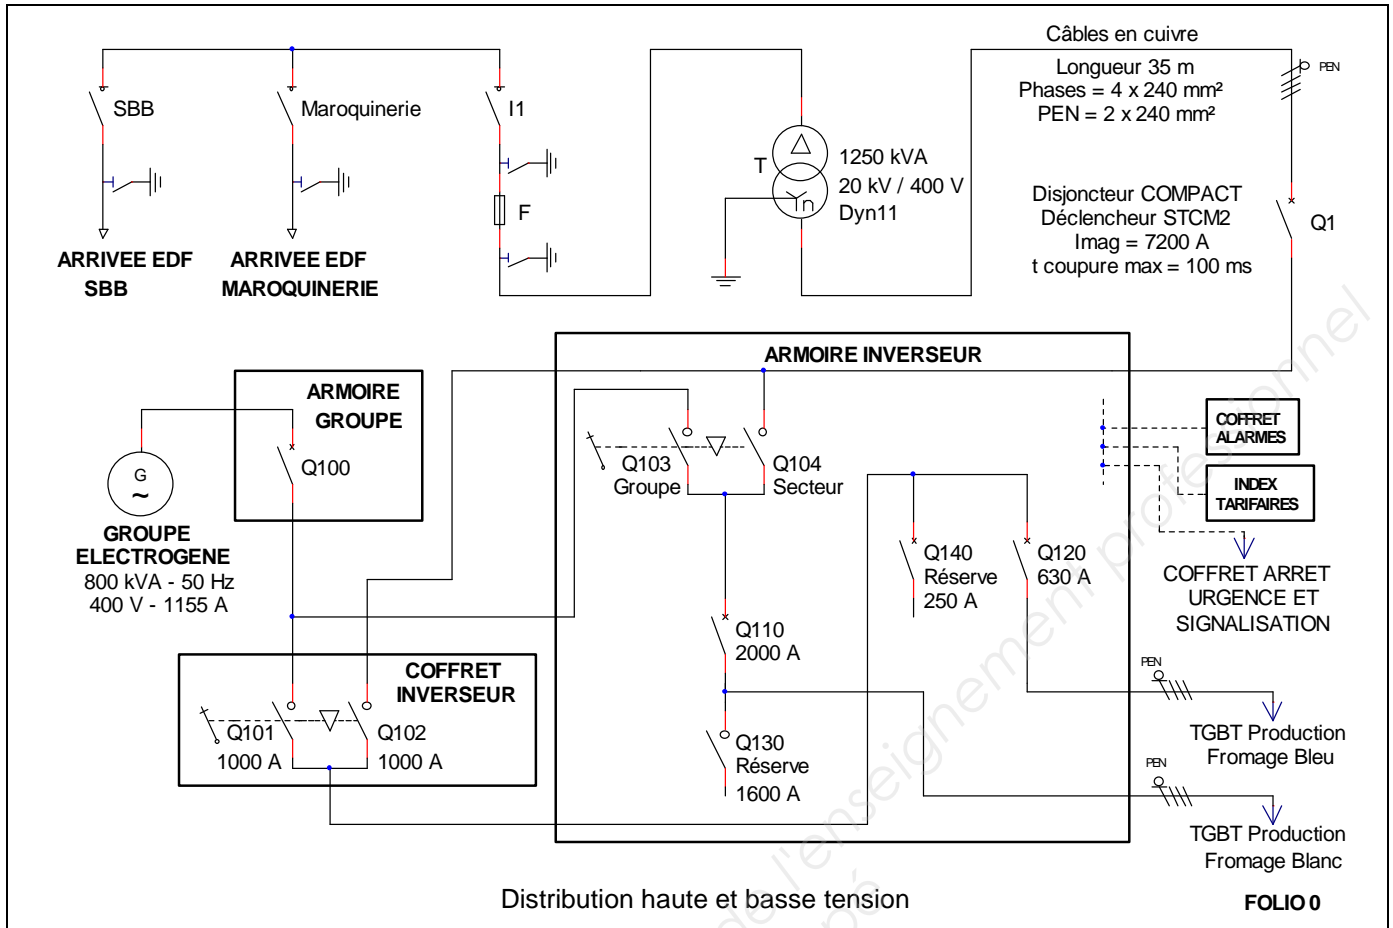 Câbles en cuivre
Longueur 35 m
Phases = 4 x 240 mm²
PEN = 2 x 240 mm²
PEN
SBB
Maroquinerie
I1
F
T
1250 kVA
20 kV / 400 V
Dyn11
Yn
Disjoncteur COMPACT
Déclencheur STCM2
Imag = 7200 A
t coupure max = 100 ms
Q1
ARRIVEE EDF
SBB
ARRIVEE EDF
MAROQUINERIE
ARMOIRE INVERSEUR
ARMOIRE
GROUPE
Q100
G
~
GROUPE
ELECTROGENE
800 kVA - 50 Hz
400 V - 1155 A
Q103
Groupe
Q104
Secteur
COFFRET
ALARMES
INDEX
TARIFAIRES
COFFRET ARRET
URGENCE ET
SIGNALISATION
Q140
Réserve
250 A
Q120
630 A
Q110
2000 A
COFFRET
INVERSEUR
Q101
1000 A
Q102
1000 A
Q130
Réserve
1600 A
PEN
TGBT Production
Fromage Bleu
PEN
TGBT Production
Fromage Blanc
Distribution haute et basse tension
FOLIO 0
de l'enseignement professionnel